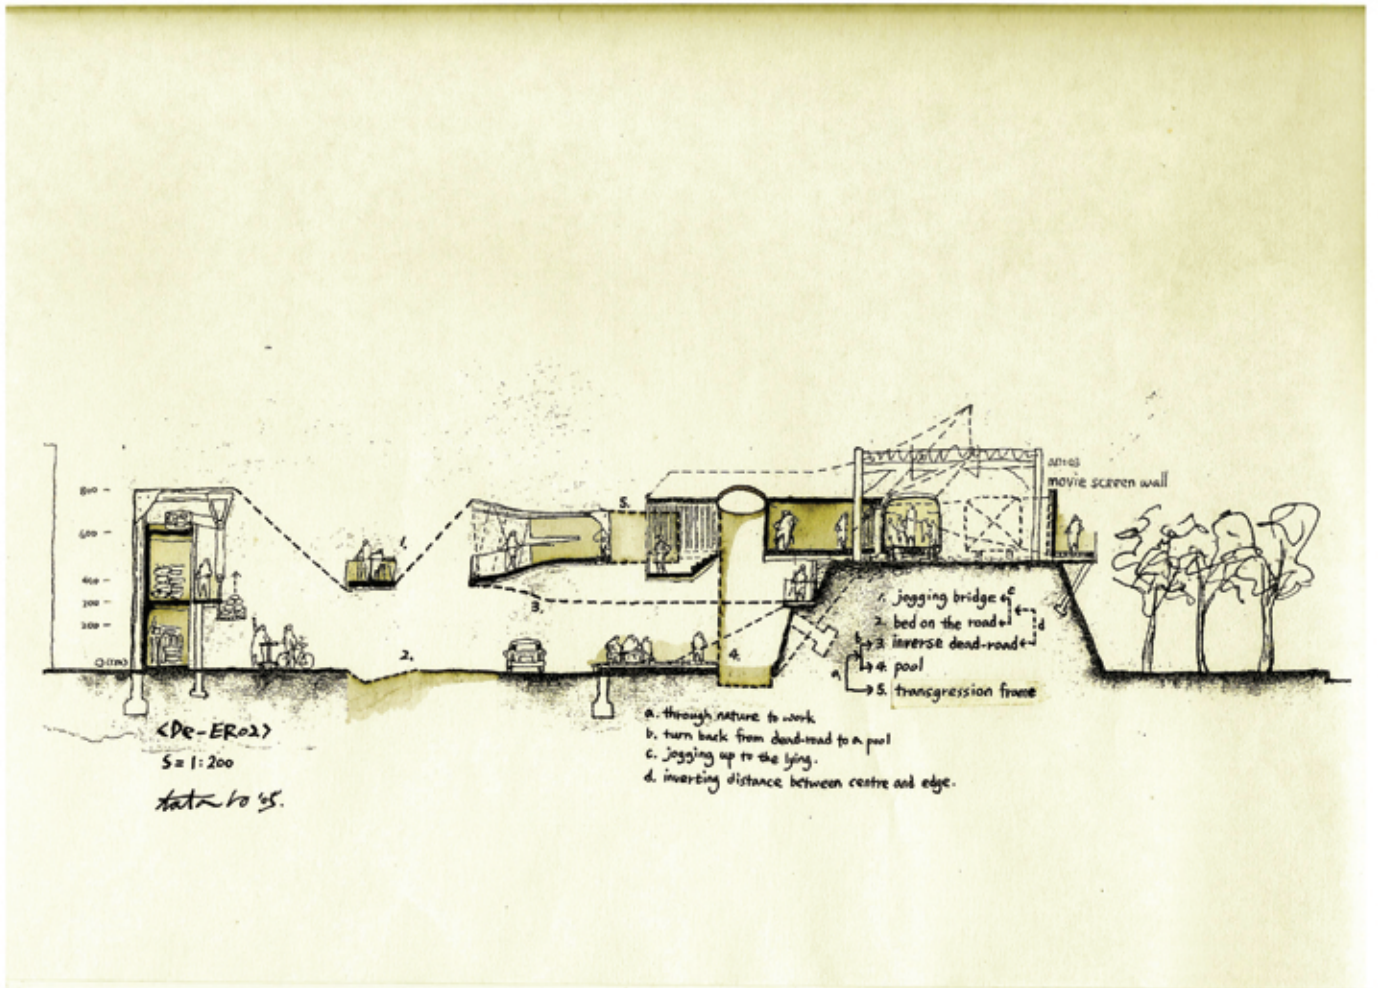 800
600
400
200
200
0 (cm)
1.
2.
3.
4.
5.
movie screen wall
1. jogging bridge
2. bed on the road
3. inverse dead-road
4. pool
5. transgression frame
a
b
c
d
a. through nature to work
b. turn back from dead-road to a pool
c. jogging up to the lying.
d. inverting distance between centre and edge.
<De-ER02>
S = 1:200
'05.